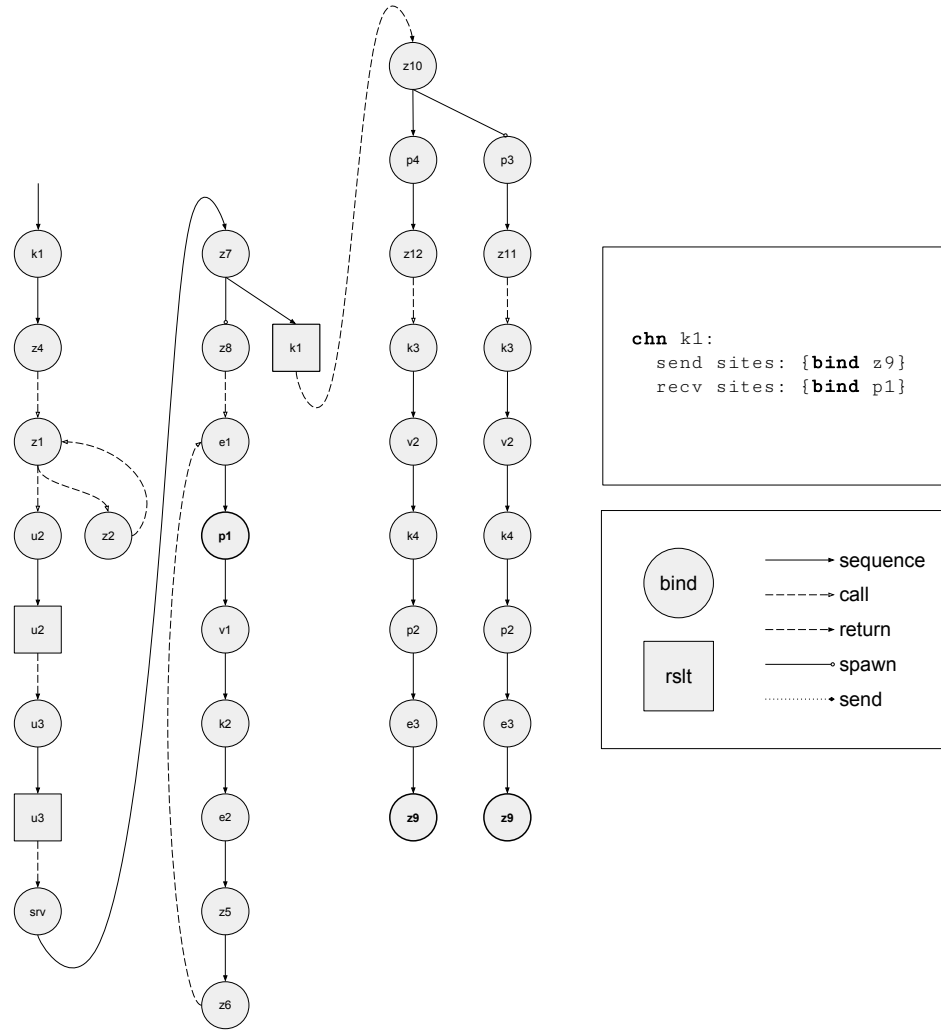 z10
p4
p3
k1
z7
z12
z11
z4
z8
k1
k3
k3
z1
e1
v2
v2
u2
z2
p1
k4
k4
u2
v1
p2
p2
u3
k2
e3
e3
u3
e2
z9
z9
srv
z5
z6
chn k1:
send sites: {bind z9}
recv sites: {bind p1}
bind
rslt
sequence
call
return
spawn
send